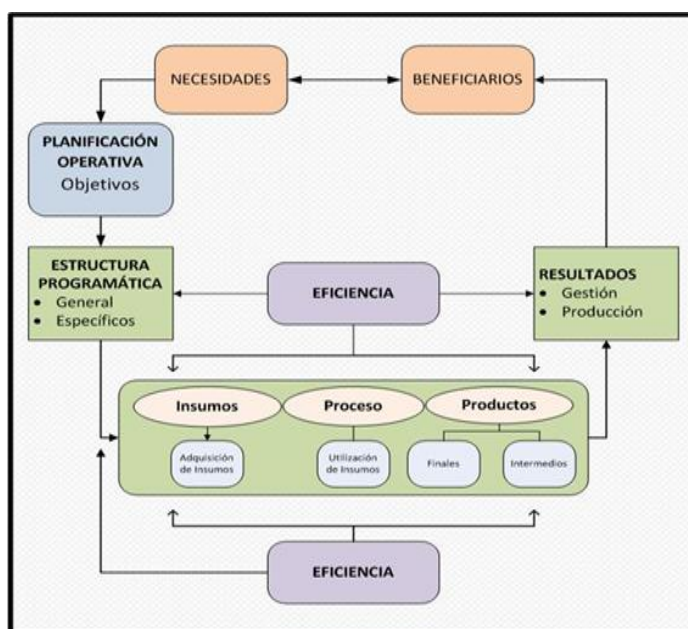 NECESIDADES
BENEFICIARIOS
PLANIFICACIÓN
OPERATIVA
Objetivos
ESTRUCTURA
PROGRAMÁTICA
• General
• Específicos
EFICIENCIA
RESULTADOS
• Gestión
• Producción
Insumos
Proceso
Productos
Adquisición
de Insumos
Utilización
de Insumos
Finales
Intermedios
EFICIENCIA